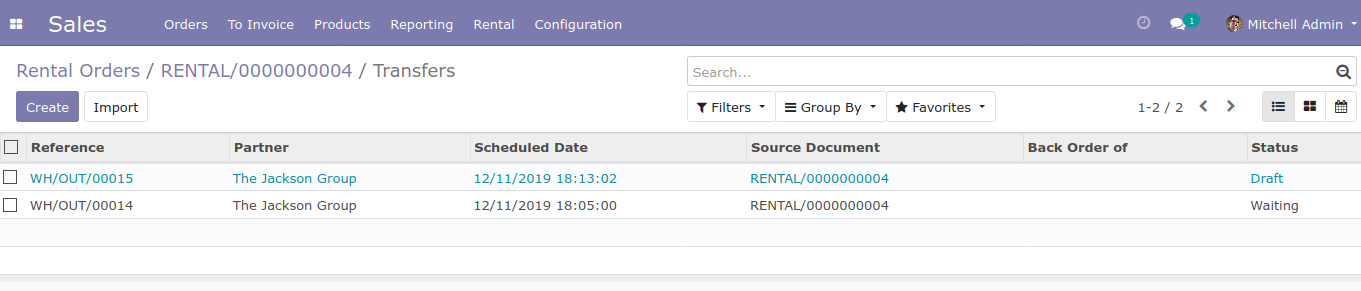 Sales Orders To Invoice Products Reporting Rental Configuration 1 Mitchell Admin
Rental Orders / RENTAL/0000000004 / Transfers Search...
Create Import Filters Group By Favorites 1-2 / 2
Reference Partner Scheduled Date Source Document Back Order of Status
WH/OUT/00015 The Jackson Group 12/11/2019 18:13:02 RENTAL/0000000004 Draft
WH/OUT/00014 The Jackson Group 12/11/2019 18:05:00 RENTAL/0000000004 Waiting